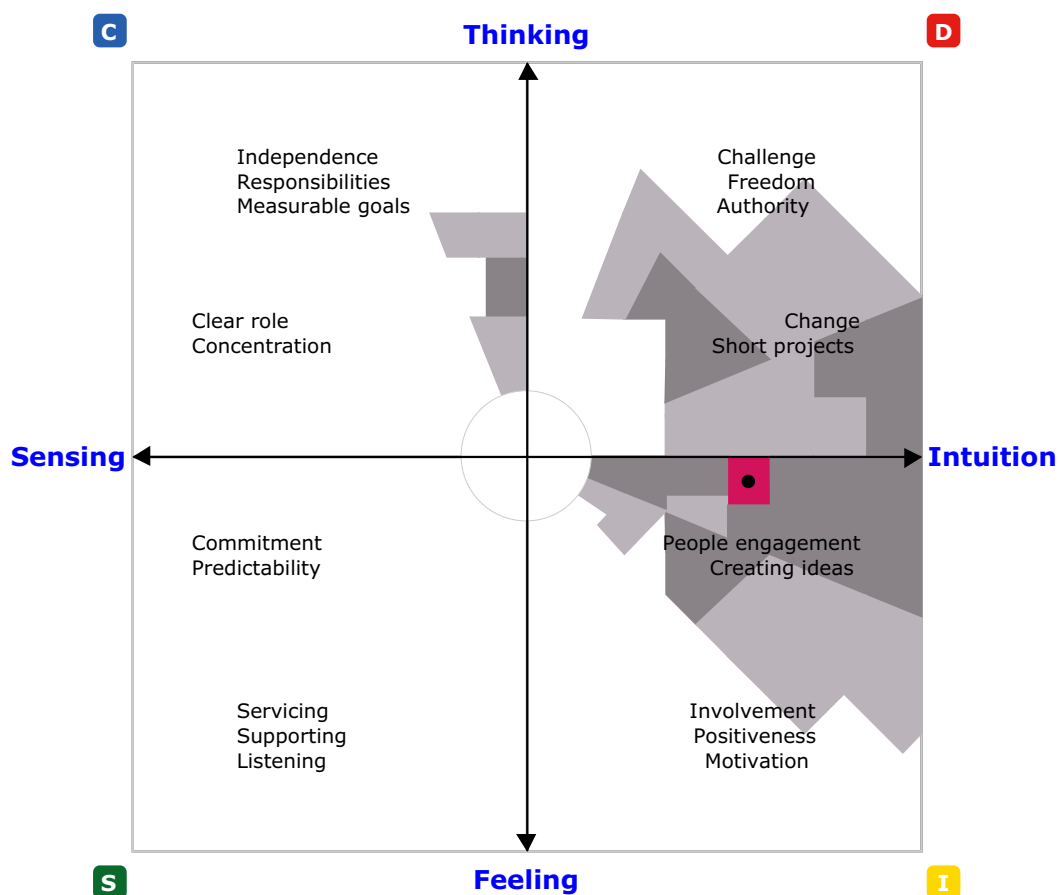 C
Thinking
D
Independence
Responsibilities
Measurable goals
Challenge
Freedom
Authority
Clear role
Concentration
Change
Short projects
Sensing
Intuition
Commitment
Predictability
People engagement
Creating ideas
Servicing
Supporting
Listening
Involvement
Positiveness
Motivation
S
Feeling
I